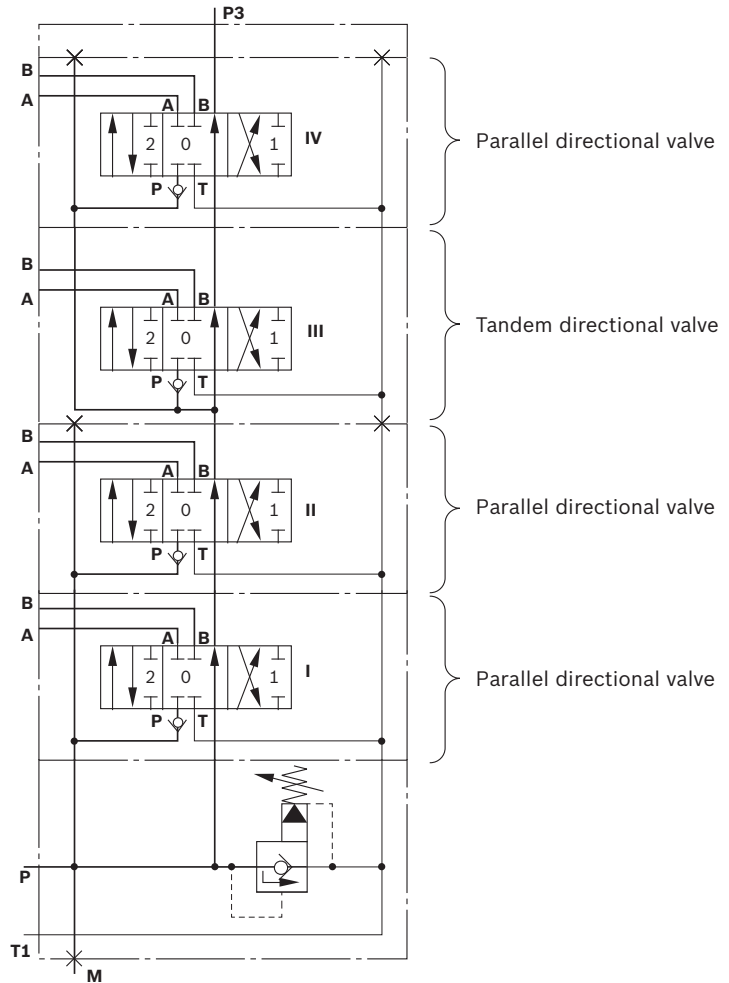 P3
B
A
A B
2 0 1
IV
P T
Parallel directional valve
B
A
A B
2 0 1
III
P T
Tandem directional valve
B
A
A B
2 0 1
II
P T
Parallel directional valve
B
A
A B
2 0 1
I
P T
Parallel directional valve
P
T1
M